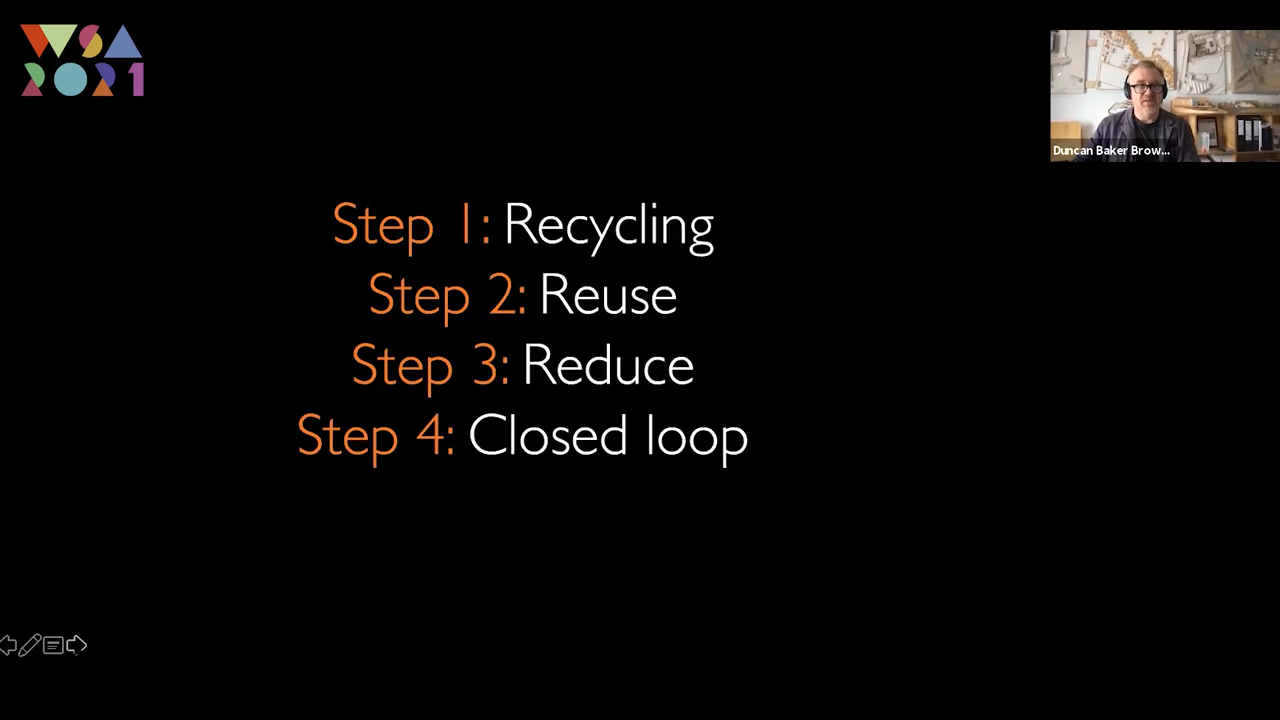 WSA
2021
Duncan Baker Brow...
Step 1: Recycling
Step 2: Reuse
Step 3: Reduce
Step 4: Closed loop